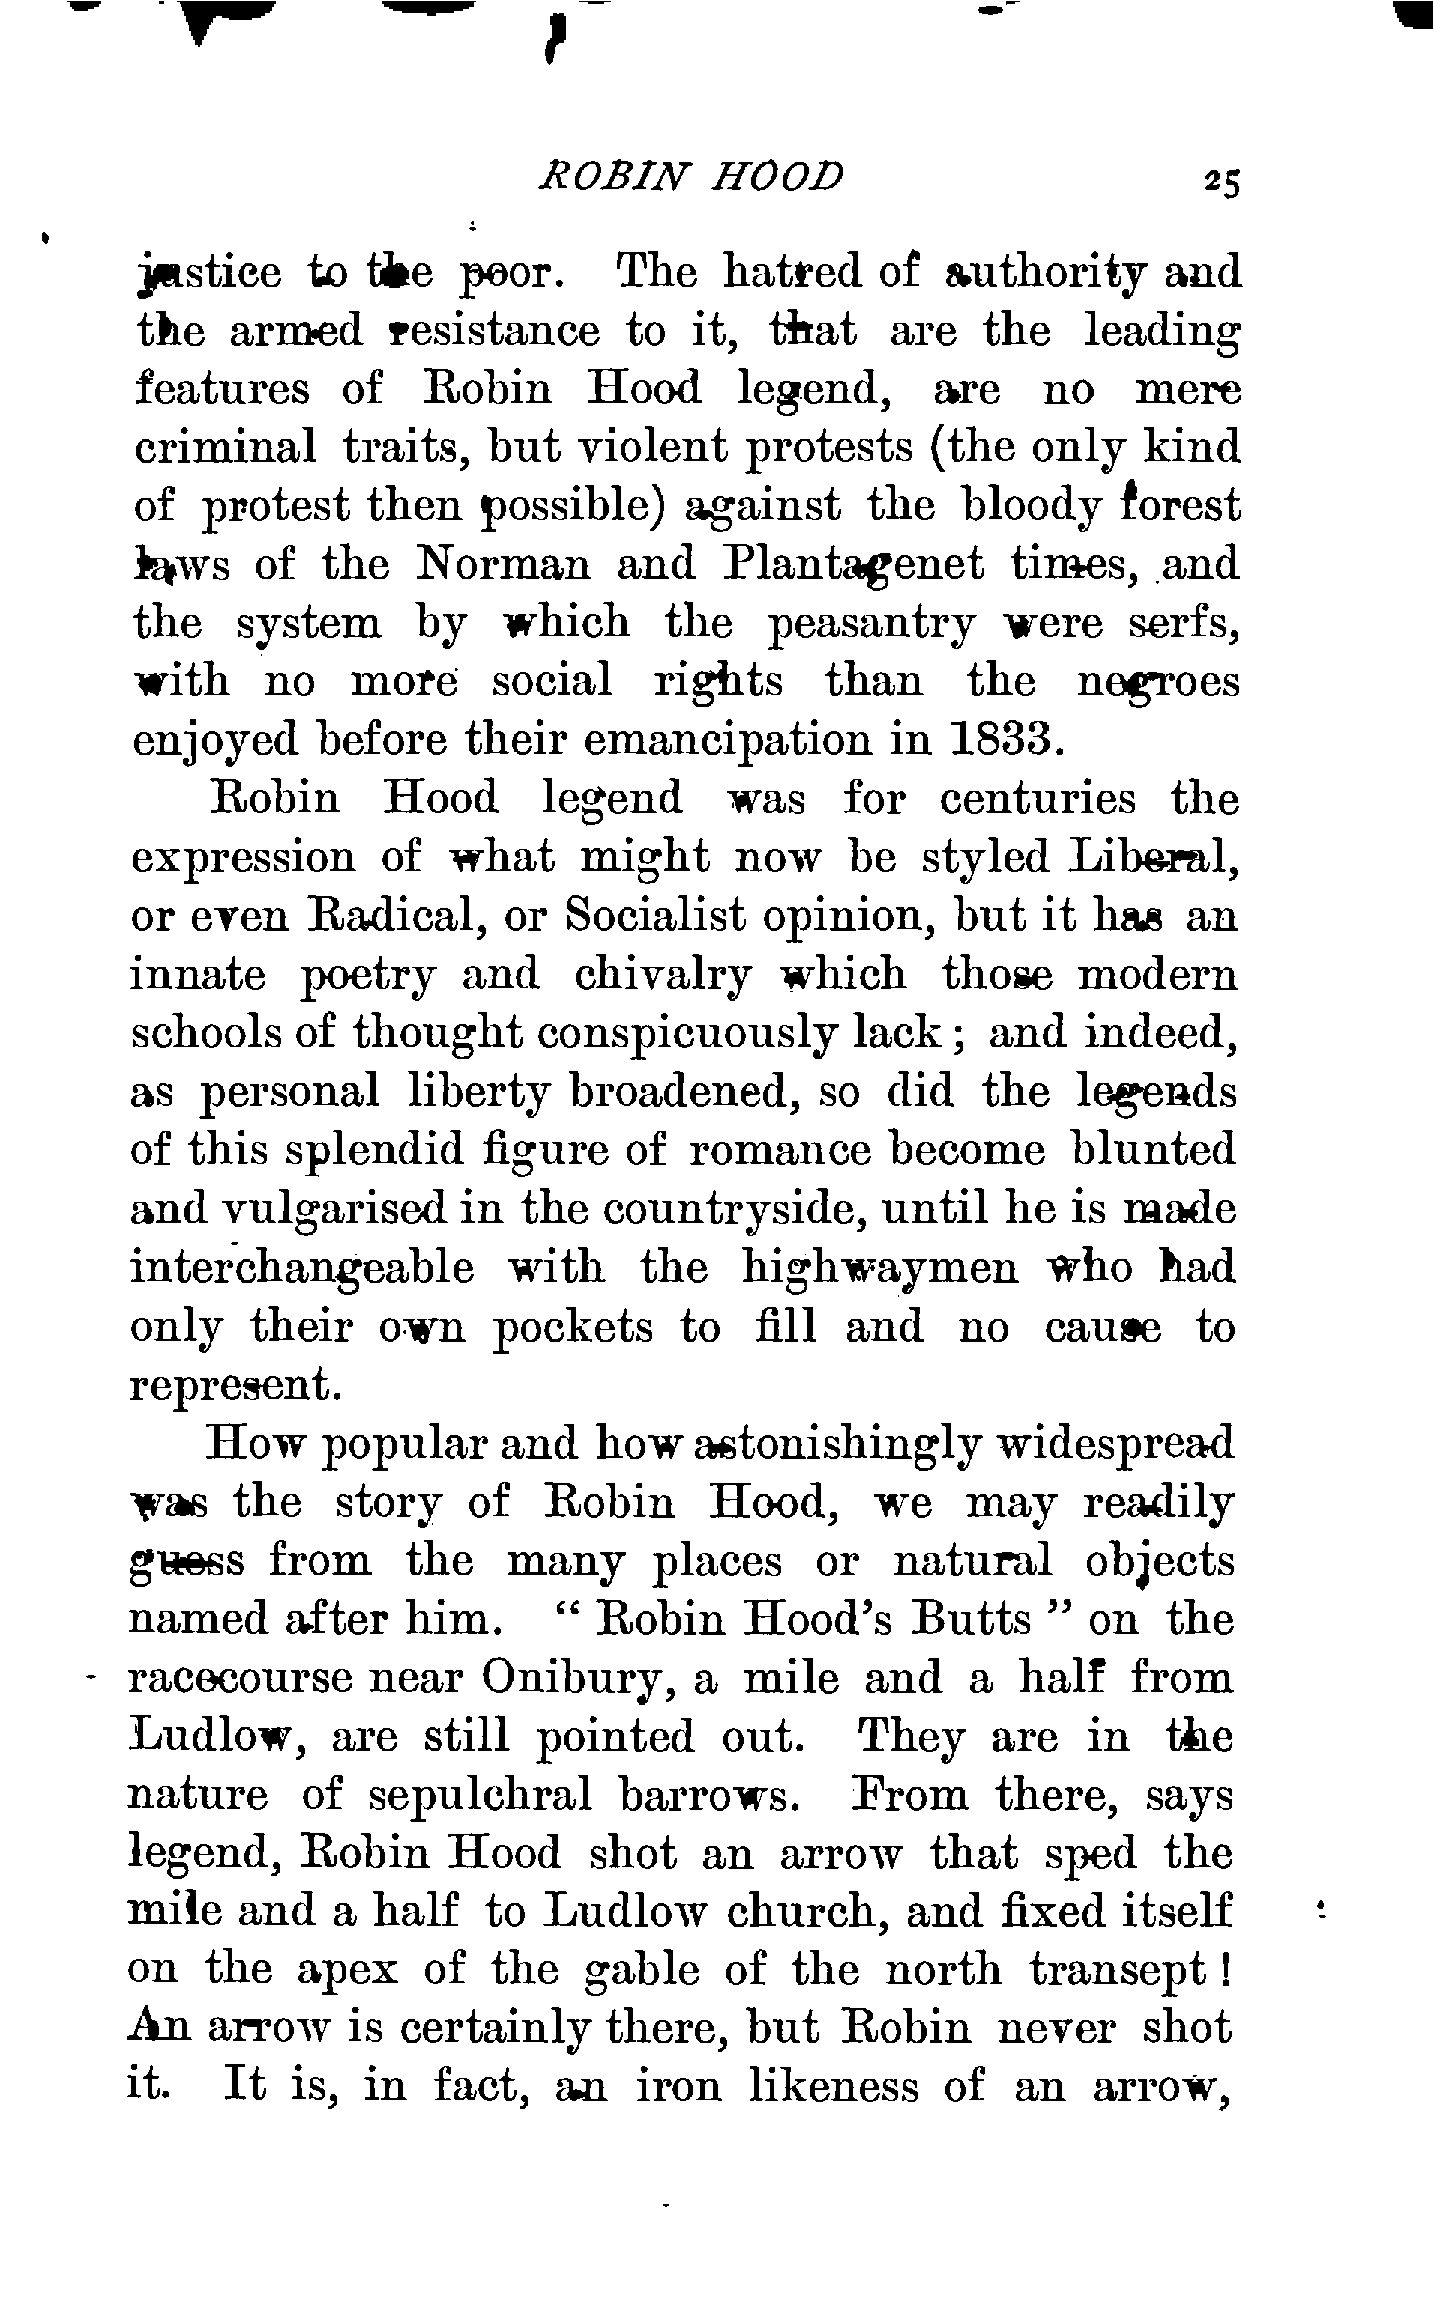 ROBIN HOOD 25
justice to the poor. The hatred of authority and
the armed resistance to it, that are the leading
features of Robin Hood legend, are no mere
criminal traits, but violent protests (the only kind
of protest then possible) against the bloody forest
laws of the Norman and Plantagenet times, and
the system by which the peasantry were serfs,
with no more social rights than the negroes
enjoyed before their emancipation in 1833.
Robin Hood legend was for centuries the
expression of what might now be styled Liberal,
or even Radical, or Socialist opinion, but it has an
innate poetry and chivalry which those modern
schools of thought conspicuously lack; and indeed,
as personal liberty broadened, so did the legends
of this splendid figure of romance become blunted
and vulgarised in the countryside, until he is made
interchangeable with the highwaymen who had
only their own pockets to fill and no cause to
represent.
How popular and how astonishingly widespread
was the story of Robin Hood, we may readily
guess from the many places or natural objects
named after him. "Robin Hood's Butts" on the
racecourse near Onibury, a mile and a half from
Ludlow, are still pointed out. They are in the
nature of sepulchral barrows. From there, says
legend, Robin Hood shot an arrow that sped the
mile and a half to Ludlow church, and fixed itself
on the apex of the gable of the north transept!
An arrow is certainly there, but Robin never shot
it. It is, in fact, an iron likeness of an arrow,